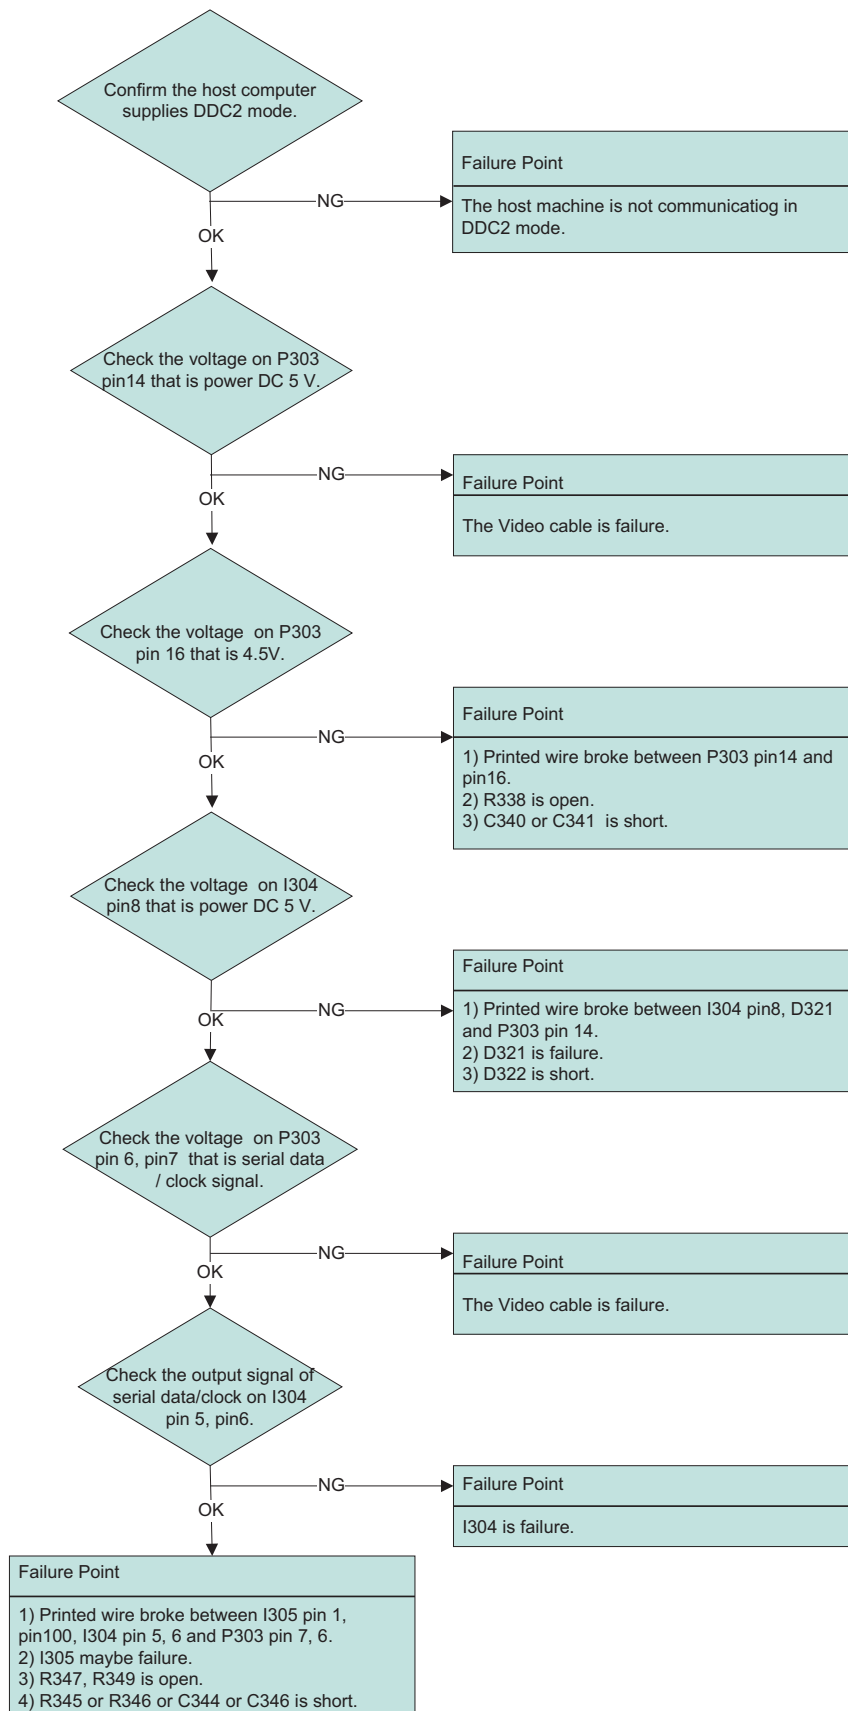 Confirm the host computer
supplies DDC2 mode.
NG
Failure Point
The host machine is not communicatiog in
DDC2 mode.
OK
Check the voltage on P303
pin14 that is power DC 5 V.
NG
Failure Point
The Video cable is failure.
OK
Check the voltage on P303
pin 16 that is 4.5V.
NG
Failure Point
1) Printed wire broke between P303 pin14 and
pin16.
2) R338 is open.
3) C340 or C341 is short.
OK
Check the voltage on I304
pin8 that is power DC 5 V.
NG
Failure Point
1) Printed wire broke between I304 pin8, D321
and P303 pin 14.
2) D321 is failure.
3) D322 is short.
OK
Check the voltage on P303
pin 6, pin7 that is serial data
/ clock signal.
NG
Failure Point
The Video cable is failure.
OK
Check the output signal of
serial data/clock on I304
pin 5, pin6.
NG
Failure Point
I304 is failure.
OK
Failure Point
1) Printed wire broke between I305 pin 1,
pin100, I304 pin 5, 6 and P303 pin 7, 6.
2) I305 maybe failure.
3) R347, R349 is open.
4) R345 or R346 or C344 or C346 is short.